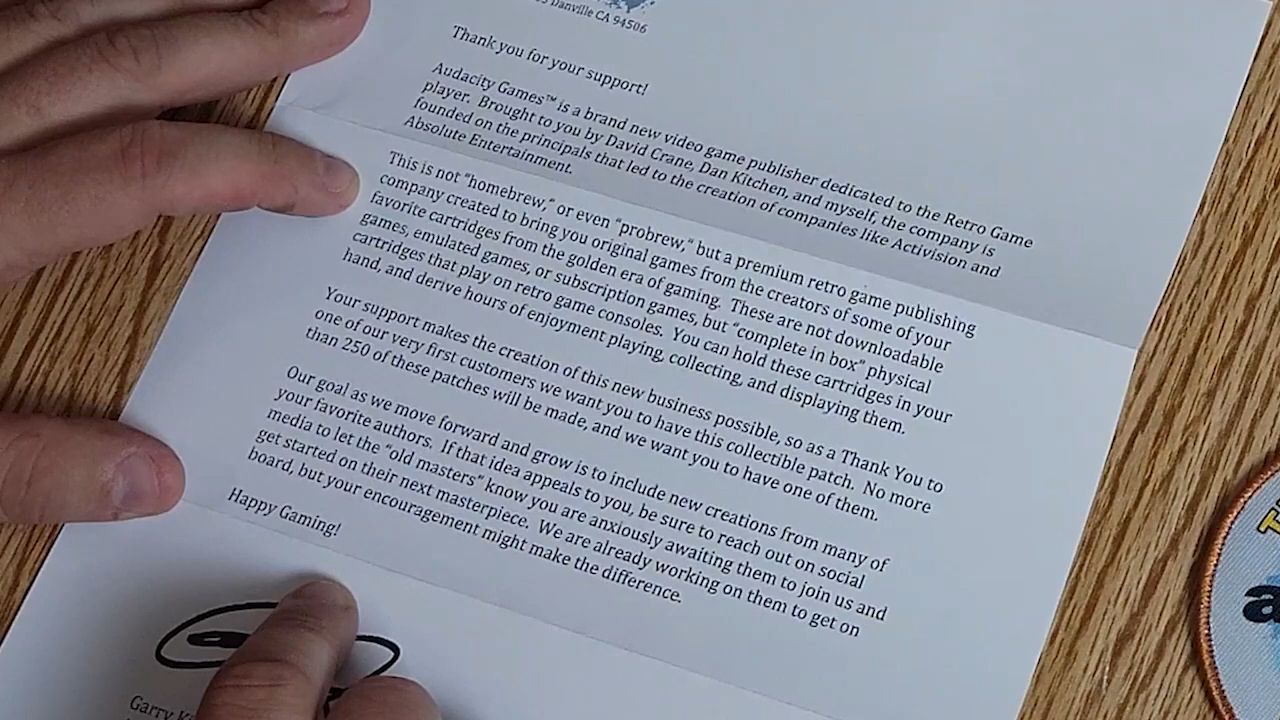 Danville CA 94506
Thank you for your support!
Audacity Games™ is a brand new video game publisher dedicated to the Retro Game
player. Brought to you by David Crane, Dan Kitchen, and myself, the company is
founded on the principals that led to the creation of companies like Activision and
Absolute Entertainment.
This is not "homebrew," or even "probrew," but a premium retro game publishing
company created to bring you original games from the creators of some of your
favorite cartridges from the golden era of gaming. These are not downloadable
games, emulated games, or subscription games, but "complete in box" physical
cartridges that play on retro game consoles. You can hold these cartridges in your
hand, and derive hours of enjoyment playing, collecting, and displaying them.
Your support makes the creation of this new business possible, so as a Thank You to
one of our very first customers we want you to have this collectible patch. No more
than 250 of these patches will be made, and we want you to have one of them.
Our goal as we move forward and grow is to include new creations from many of
your favorite authors. If that idea appeals to you, be sure to reach out on social
media to let the "old masters" know you are anxiously awaiting them to join us and
get started on their next masterpiece. We are already working on them to get on
board, but your encouragement might make the difference.
Happy Gaming!
Garry